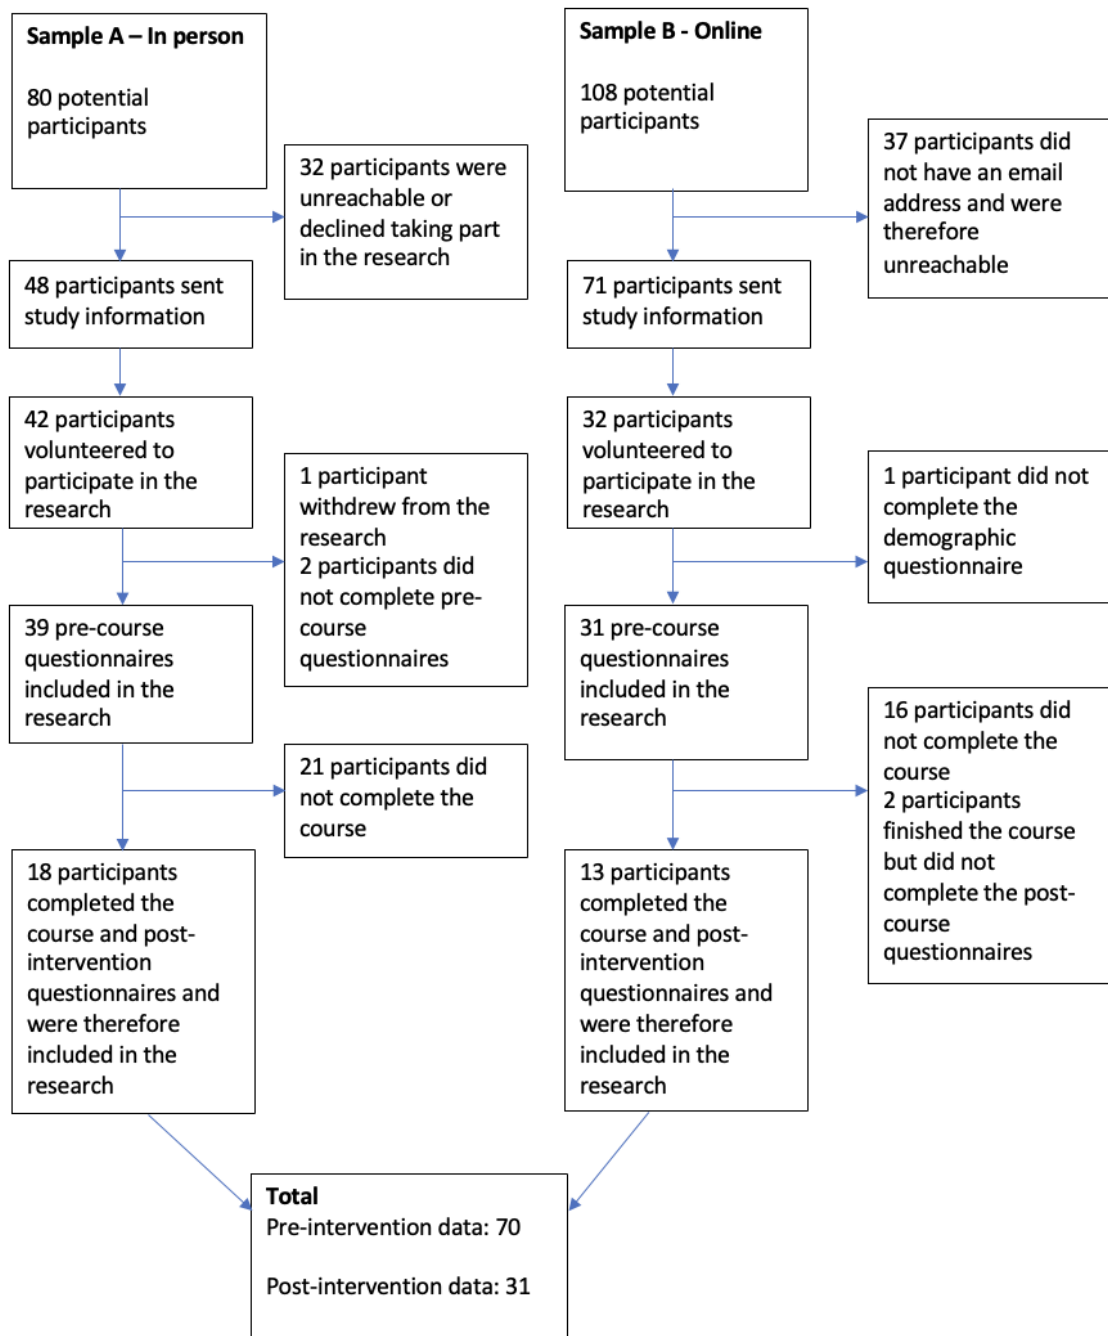 Sample A – In person
80 potential
participants
32 participants were
unreachable or
declined taking part
in the research
48 participants sent
study information
42 participants
volunteered to
participate in the
research
1 participant
withdrew from the
research
2 participants did
not complete pre-
course
questionnaires
39 pre-course
questionnaires
included in the
research
21 participants did
not complete the
course
18 participants
completed the
course and post-
intervention
questionnaires and
were therefore
included in the
research
Sample B - Online
108 potential
participants
37 participants did
not have an email
address and were
therefore
unreachable
71 participants sent
study information
32 participants
volunteered to
participate in the
research
1 participant did not
complete the
demographic
questionnaire
31 pre-course
questionnaires
included in the
research
16 participants did
not complete the
course
2 participants
finished the course
but did not
complete the post-
course
questionnaires
13 participants
completed the
course and post-
intervention
questionnaires and
were therefore
included in the
research
Total
Pre-intervention data: 70
Post-intervention data: 31